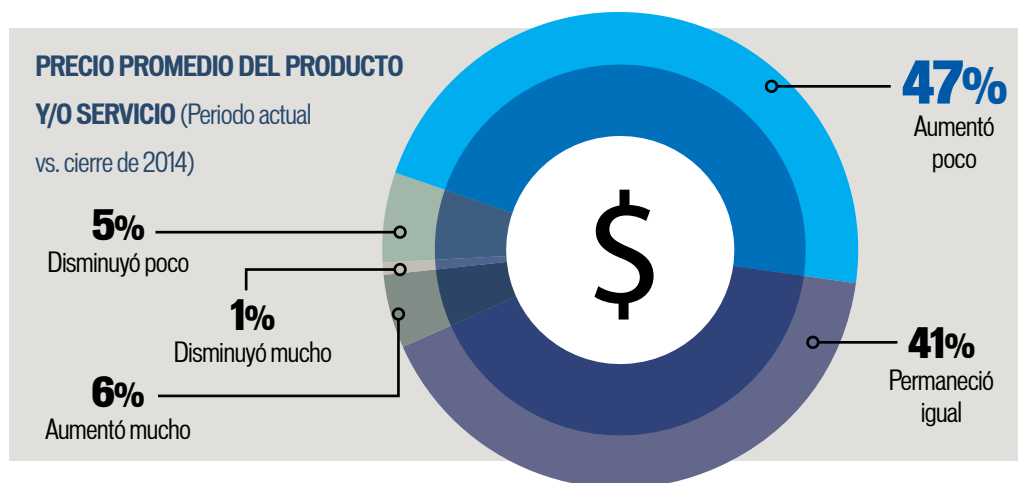 PRECIO PROMEDIO DEL PRODUCTO
Y/O SERVICIO (Periodo actual
vs. cierre de 2014)
47%
Aumentó
poco
5%
Disminuyó poco
1%
Disminuyó mucho
6%
Aumentó mucho
41%
Permaneció
igual
$